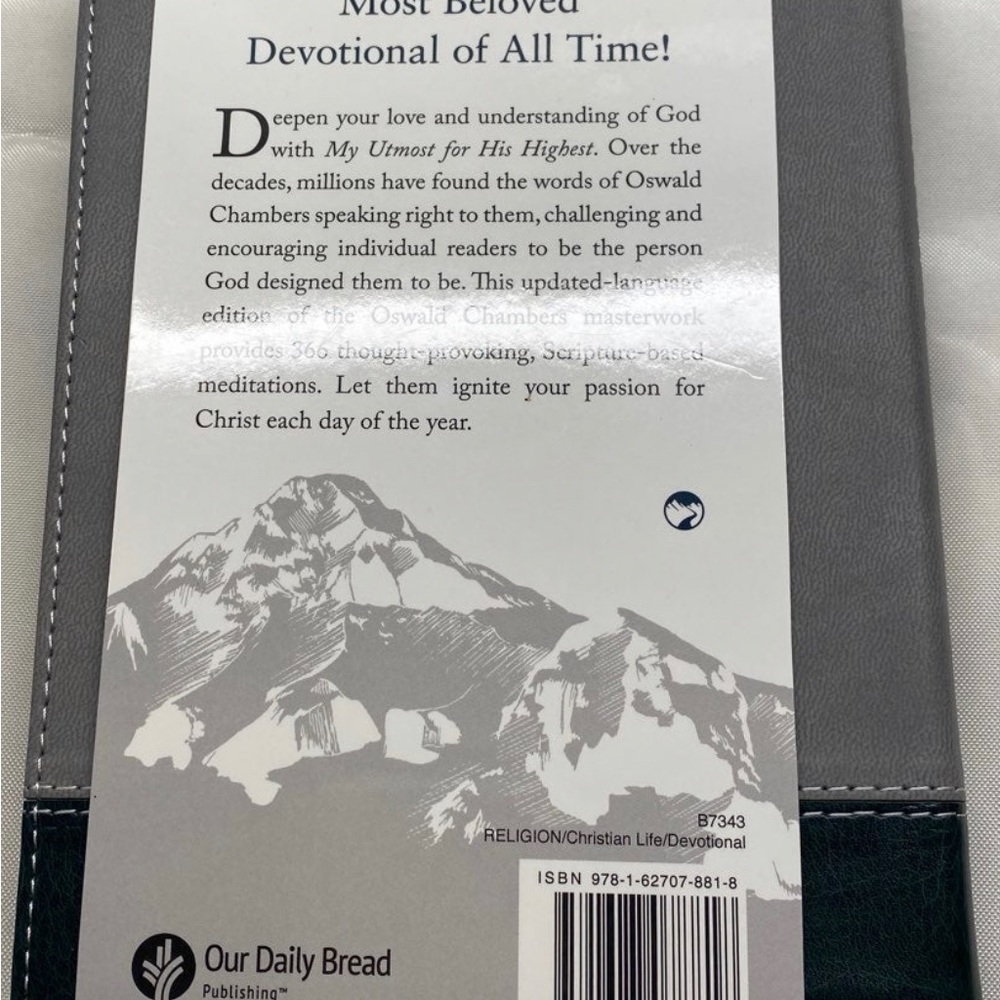 Most Beloved
Devotional of All Time!
Deepen your love and understanding of God
with My Utmost for His Highest. Over the
decades, millions have found the words of Oswald
Chambers speaking right to them, challenging and
encouraging individual readers to be the person
God designed them to be. This updated-language
edition of the Oswald Chambers masterwork
provides 366 thought-provoking, Scripture-based
meditations. Let them ignite your passion for
Christ each day of the year.
B7343
RELIGION/Christian Life/Devotional
ISBN 978-1-62707-881-8
Our Daily Bread
Publishing™